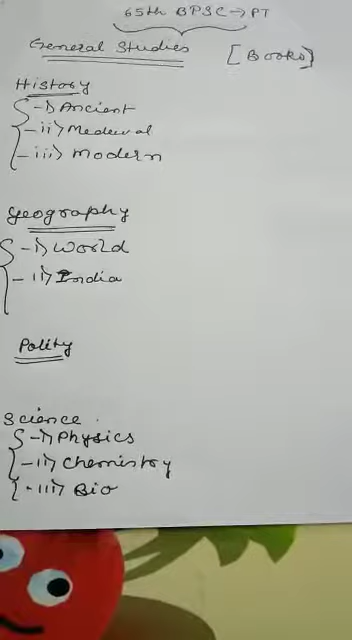 65th BPSC → PT
General Studies [Books]
History
-i) Ancient
-ii) Medieval
-iii) Modern
Geography
-i) World
-ii) India
Polity
Science
-i) Physics
-ii) Chemistry
-iii) Bio